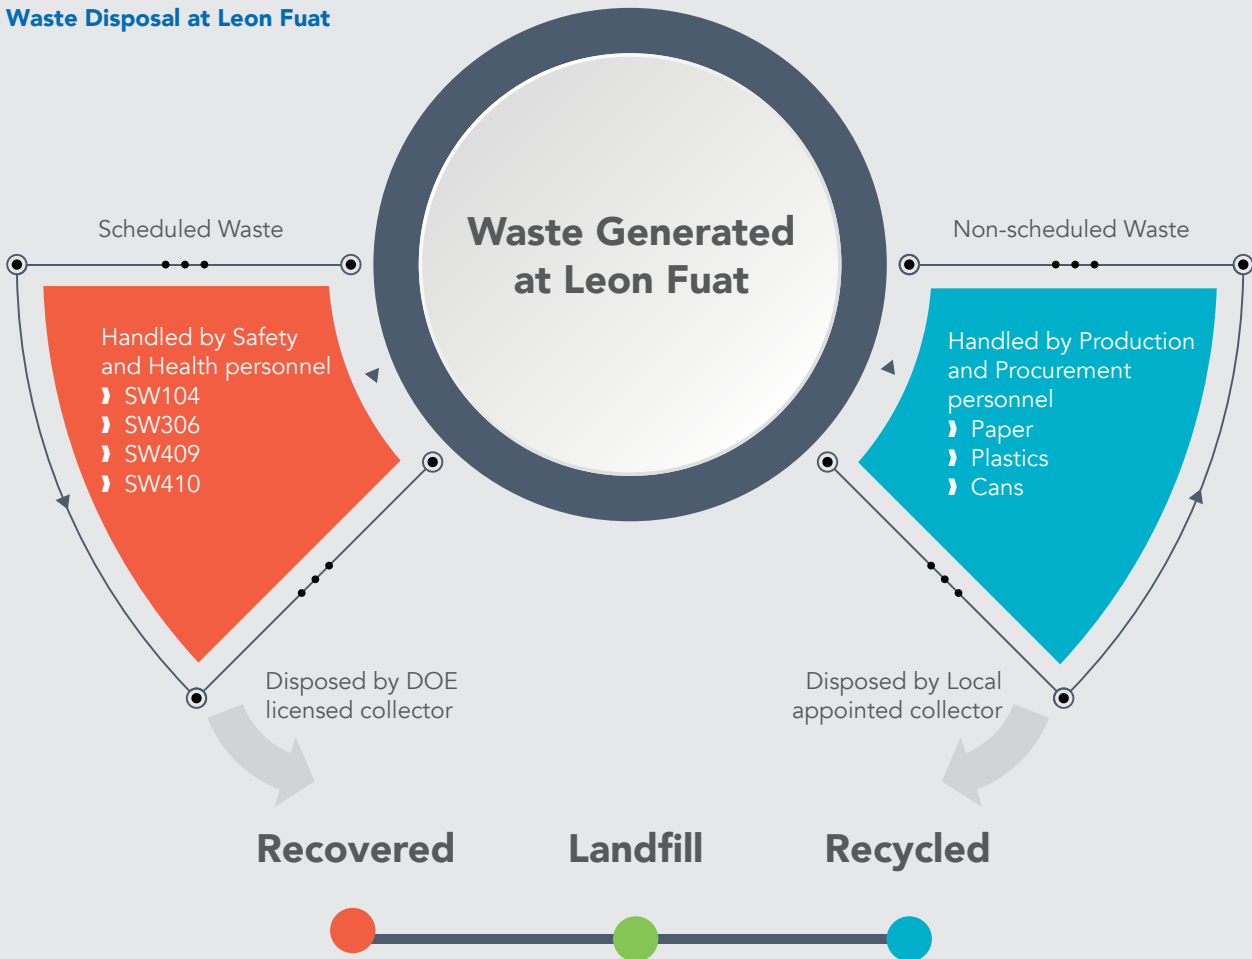 Waste Disposal at Leon Fuat
Waste Generated
at Leon Fuat
Scheduled Waste
Handled by Safety
and Health personnel
SW104
SW306
SW409
SW410
Disposed by DOE
licensed collector
Non-scheduled Waste
Handled by Production
and Procurement
personnel
Paper
Plastics
Cans
Disposed by Local
appointed collector
Recovered
Landfill
Recycled